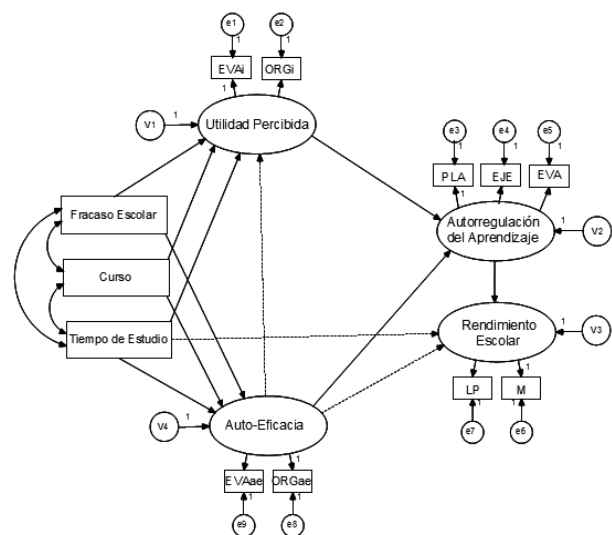 e1
e2
1
1
EVAi
ORGi
1
V1
1
Utilidad Percibida
e3
e4
e5
1
1
1
PLA
EJE
EVA
1
Fracaso Escolar
Autorregulación
del Aprendizaje
1
V2
Curso
Tiempo de Estudio
Rendimiento
Escolar
1
V3
1
LP
M
1
1
e7
e6
V4
1
Auto-Eficacia
1
EVAae
ORGae
1
1
e9
e8